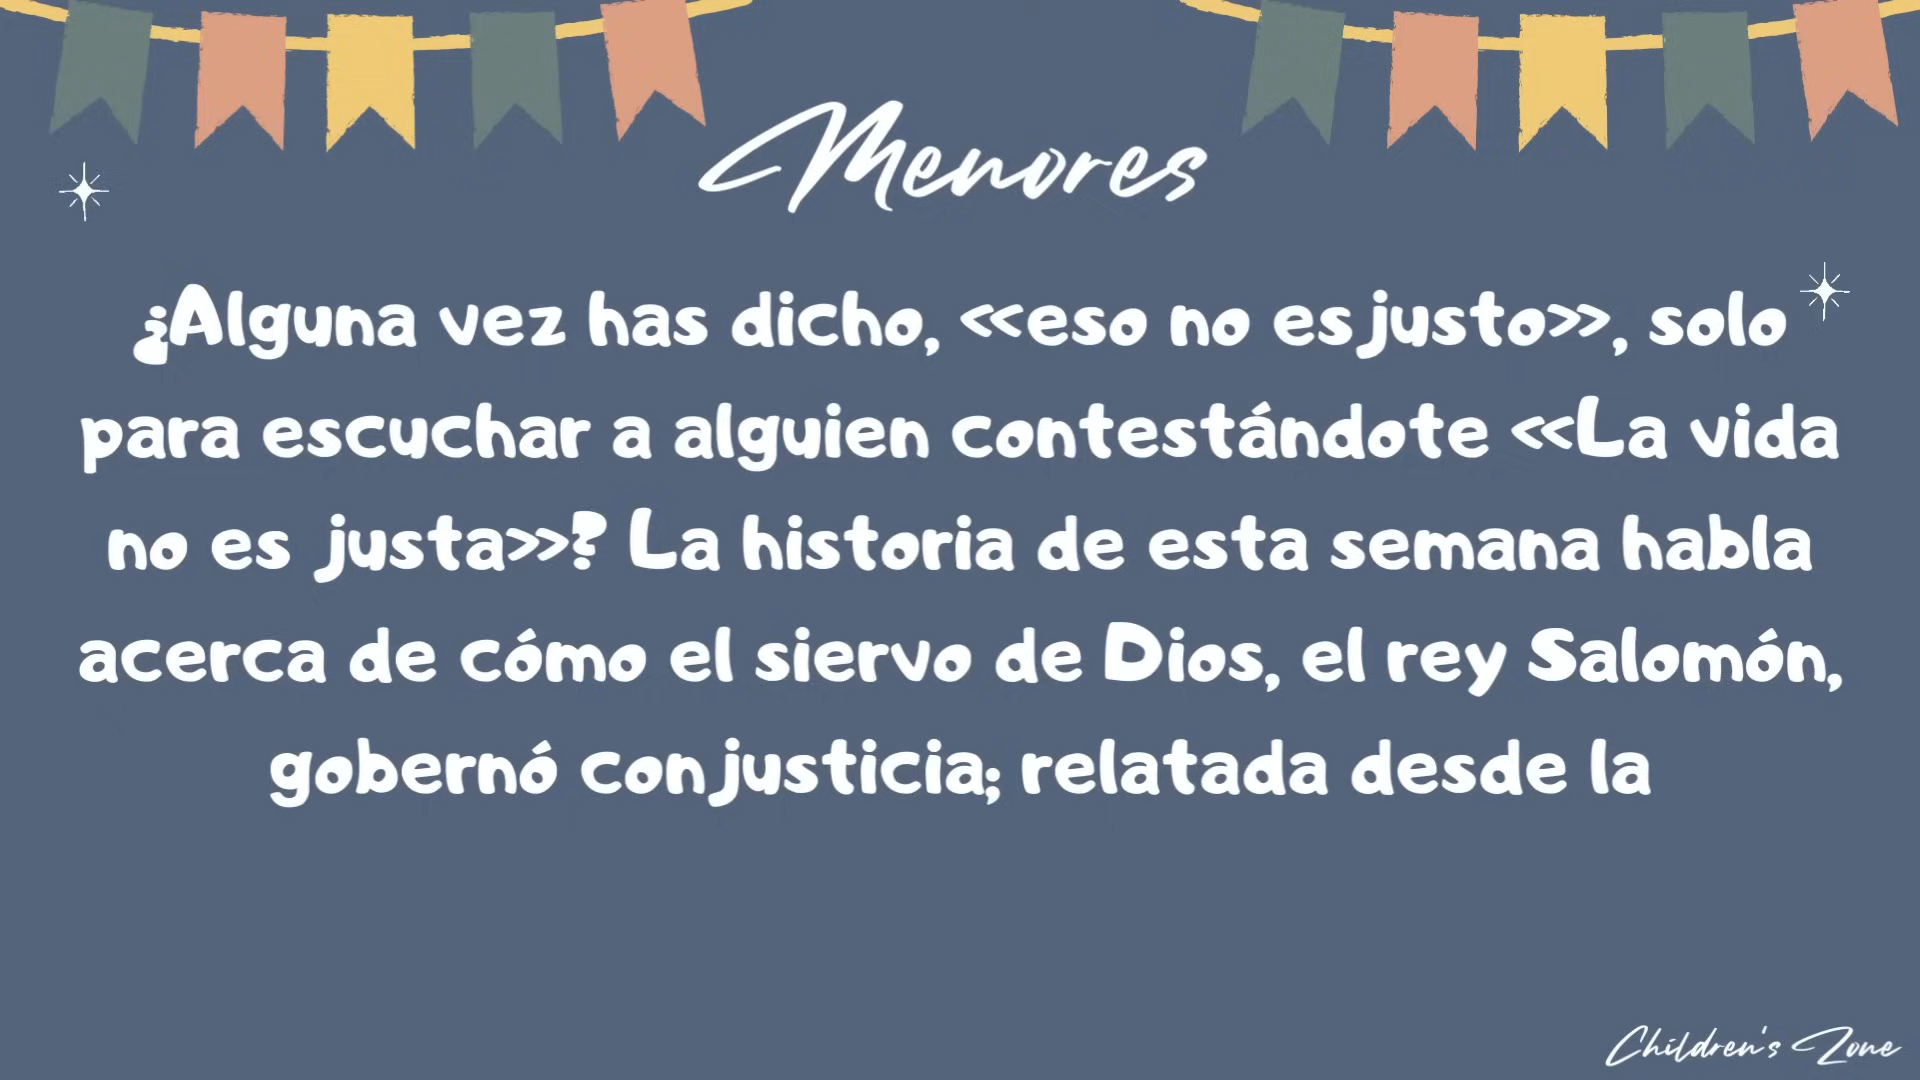 Menores
¿Alguna vez has dicho, «eso no es justo», solo
para escuchar a alguien contestándote «La vida
no es justa»? La historia de esta semana habla
acerca de cómo el siervo de Dios, el rey Salomón,
gobernó con justicia; relatada desde la
Children's Zone